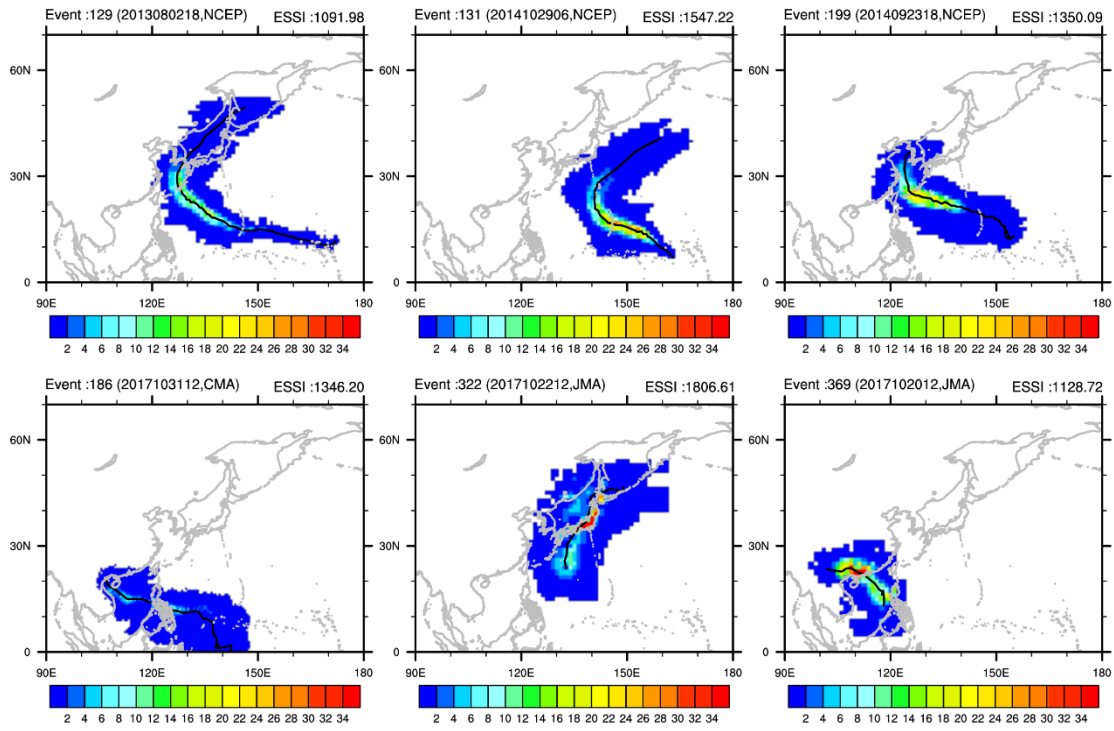 Event :129 (2013080218,NCEP) ESSI :1091.98
Event :131 (2014102906,NCEP) ESSI :1547.22
Event :199 (2014092318,NCEP) ESSI :1350.09
60N
30N
0
90E 120E 150E 180
2 4 6 8 10 12 14 16 18 20 22 24 26 28 30 32 34
60N
30N
0
90E 120E 150E 180
2 4 6 8 10 12 14 16 18 20 22 24 26 28 30 32 34
60N
30N
0
90E 120E 150E 180
2 4 6 8 10 12 14 16 18 20 22 24 26 28 30 32 34
Event :186 (2017103112,CMA) ESSI :1346.20
Event :322 (2017102212,JMA) ESSI :1806.61
Event :369 (2017102012,JMA) ESSI :1128.72
60N
30N
0
90E 120E 150E 180
2 4 6 8 10 12 14 16 18 20 22 24 26 28 30 32 34
60N
30N
0
90E 120E 150E 180
2 4 6 8 10 12 14 16 18 20 22 24 26 28 30 32 34
60N
30N
0
90E 120E 150E 180
2 4 6 8 10 12 14 16 18 20 22 24 26 28 30 32 34